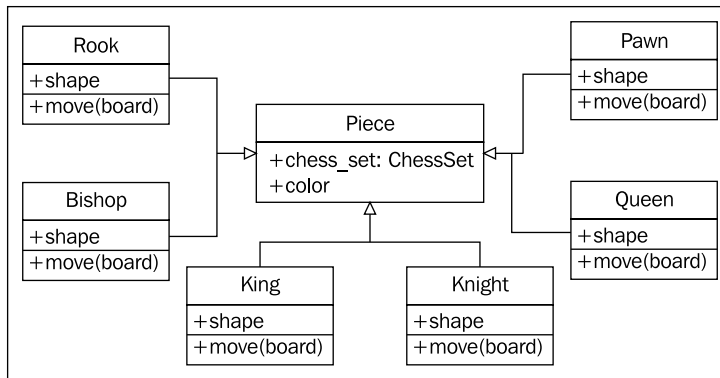 Rook
+shape
+move(board)
Pawn
+shape
+move(board)
Piece
+chess_set: ChessSet
+color
Bishop
+shape
+move(board)
Queen
+shape
+move(board)
King
+shape
+move(board)
Knight
+shape
+move(board)